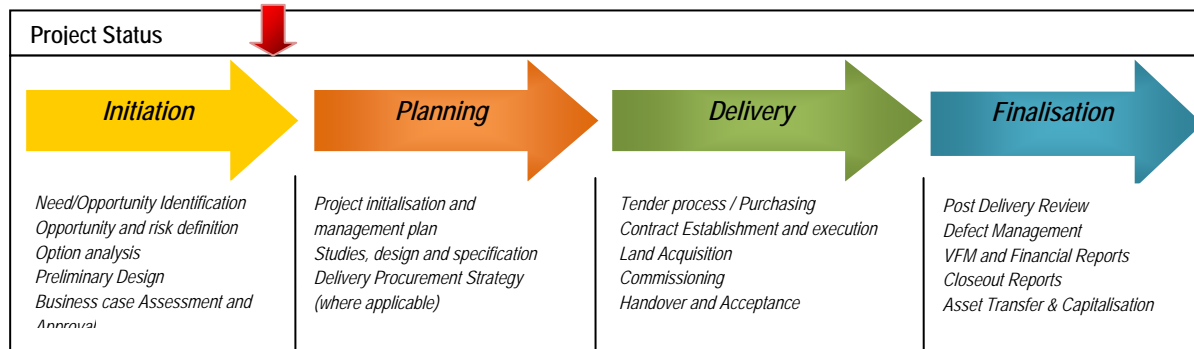 Project Status
Initiation
Planning
Delivery
Finalisation
Need/Opportunity Identification
Opportunity and risk definition
Option analysis
Preliminary Design
Business case Assessment and
Approval
Project initialisation and
management plan
Studies, design and specification
Delivery Procurement Strategy
(where applicable)
Tender process / Purchasing
Contract Establishment and execution
Land Acquisition
Commissioning
Handover and Acceptance
Post Delivery Review
Defect Management
VFM and Financial Reports
Closeout Reports
Asset Transfer & Capitalisation